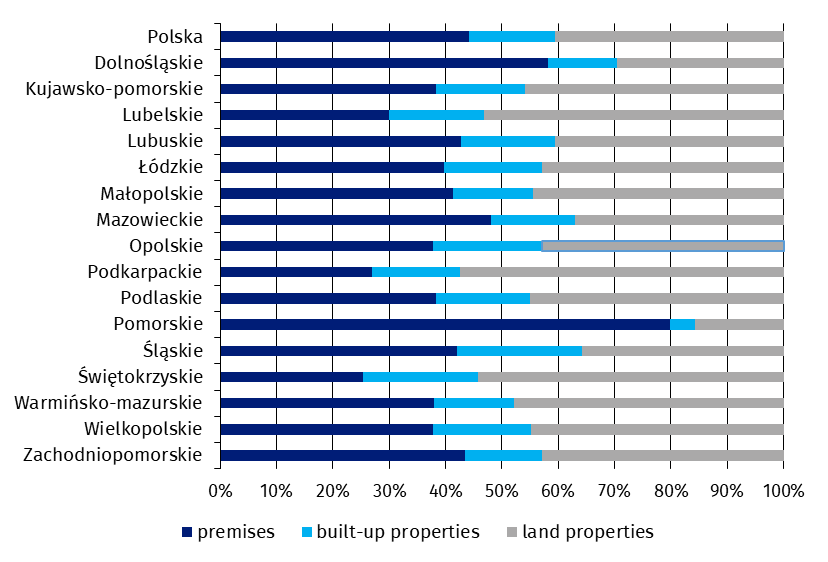 Polska
Dolnośląskie
Kujawsko-pomorskie
Lubelskie
Lubuskie
Łódzkie
Małopolskie
Mazowieckie
Opolskie
Podkarpackie
Podlaskie
Pomorskie
Śląskie
Świętokrzyskie
Warmińsko-mazurskie
Wielkopolskie
Zachodniopomorskie
0% 10% 20% 30% 40% 50% 60% 70% 80% 90% 100%
premises built-up properties land properties